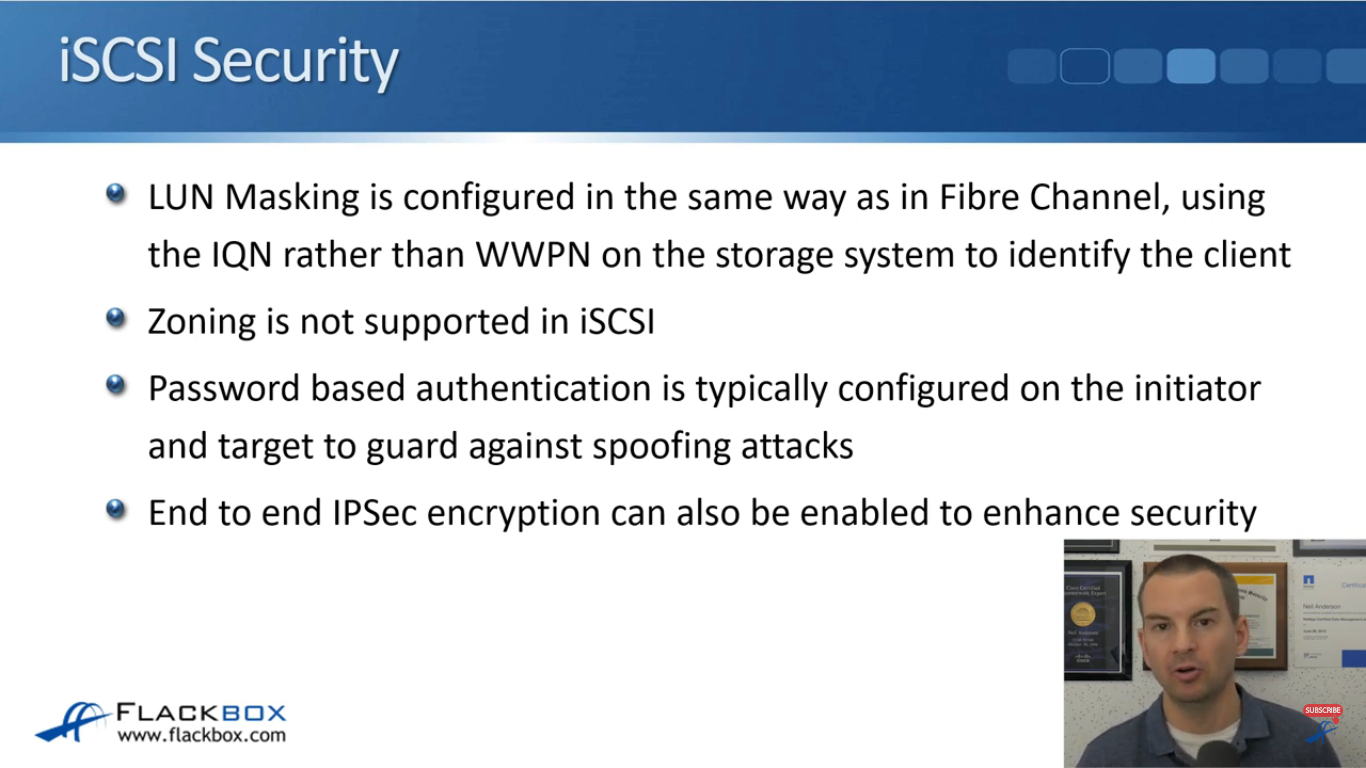 iSCSI Security
LUN Masking is configured in the same way as in Fibre Channel, using
the IQN rather than WWPN on the storage system to identify the client
Zoning is not supported in iSCSI
Password based authentication is typically configured on the initiator
and target to guard against spoofing attacks
End to end IPSec encryption can also be enabled to enhance security
FLACKBOX
www.flackbox.com
Neil Anderson
SUBSCRIBE